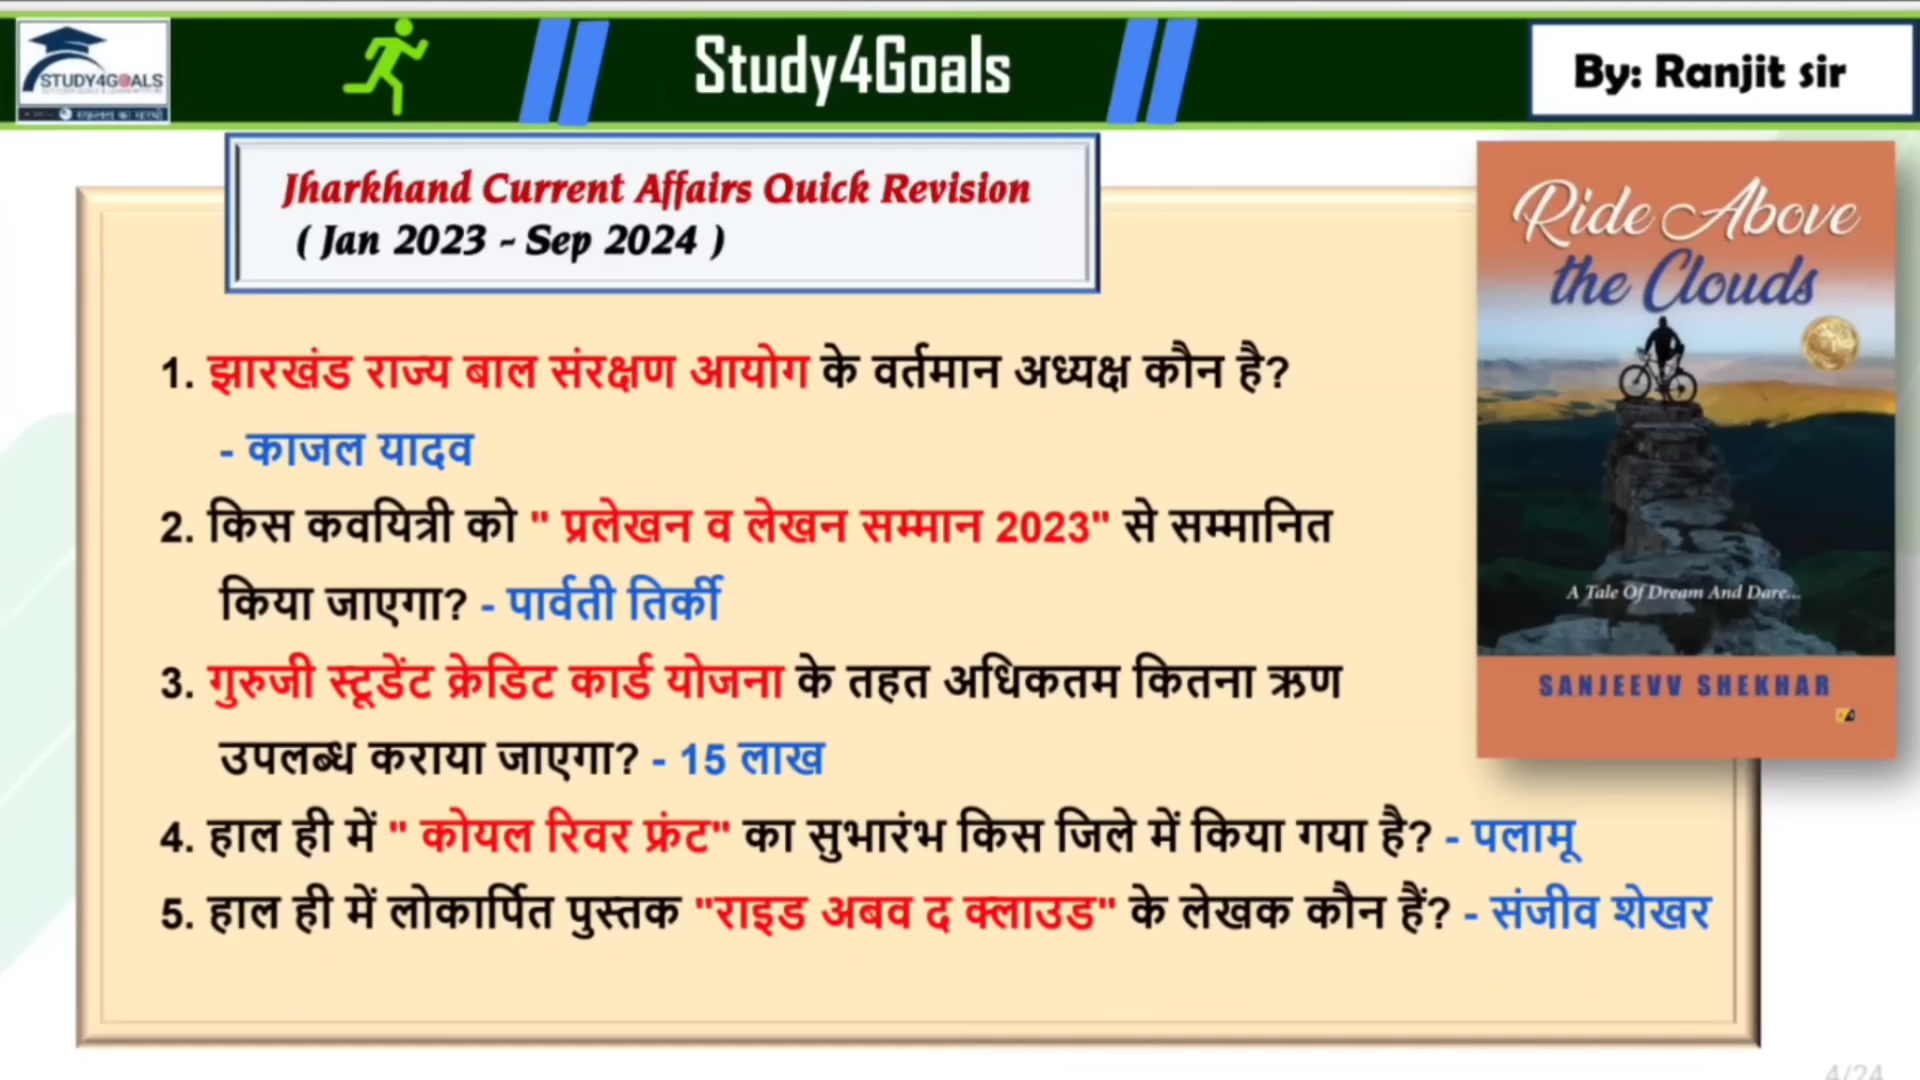 STUDY4GOALS
Study4Goals
By: Ranjit sir
Jharkhand Current Affairs Quick Revision
( Jan 2023 - Sep 2024 )
1. झारखंड राज्य बाल संरक्षण आयोग के वर्तमान अध्यक्ष कौन है?
- काजल यादव
2. किस कवयित्री को " प्रलेखन व लेखन सम्मान 2023" से सम्मानित
किया जाएगा? - पार्वती तिर्की
3. गुरुजी स्टूडेंट क्रेडिट कार्ड योजना के तहत अधिकतम कितना ऋण
उपलब्ध कराया जाएगा? - 15 लाख
4. हाल ही में " कोयल रिवर फ्रंट" का सुभारंभ किस जिले में किया गया है? - पलामू
5. हाल ही में लोकार्पित पुस्तक "राइड अबव द क्लाउड" के लेखक कौन हैं? - संजीव शेखर
Ride Above
the Clouds
A Tale Of Dream And Dare...
SANJEEVV SHEKHAR
4/24